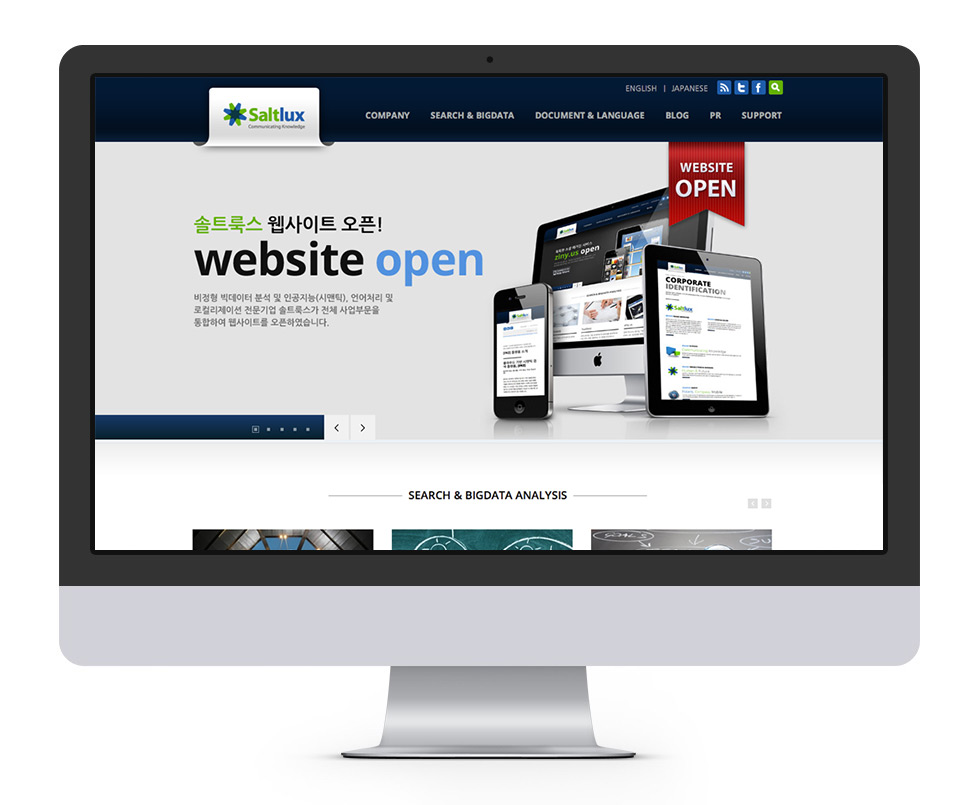 ENGLISH | JAPANESE
Saltlux
Communicating Knowledge
COMPANY SEARCH & BIGDATA DOCUMENT & LANGUAGE BLOG PR SUPPORT
WEBSITE
OPEN
솔트룩스 웹사이트 오픈!
website open
비정형 빅데이터 분석 및 인공지능(시맨틱), 언어처리 및
로컬리제이션 전문기업 솔트룩스가 전체 사업부문을
통합하여 웹사이트를 오픈하였습니다.
ziny.us open
Saltlux
CORPORATE
IDENTIFICATION
Saltlux
SEARCH & BIGDATA ANALYSIS